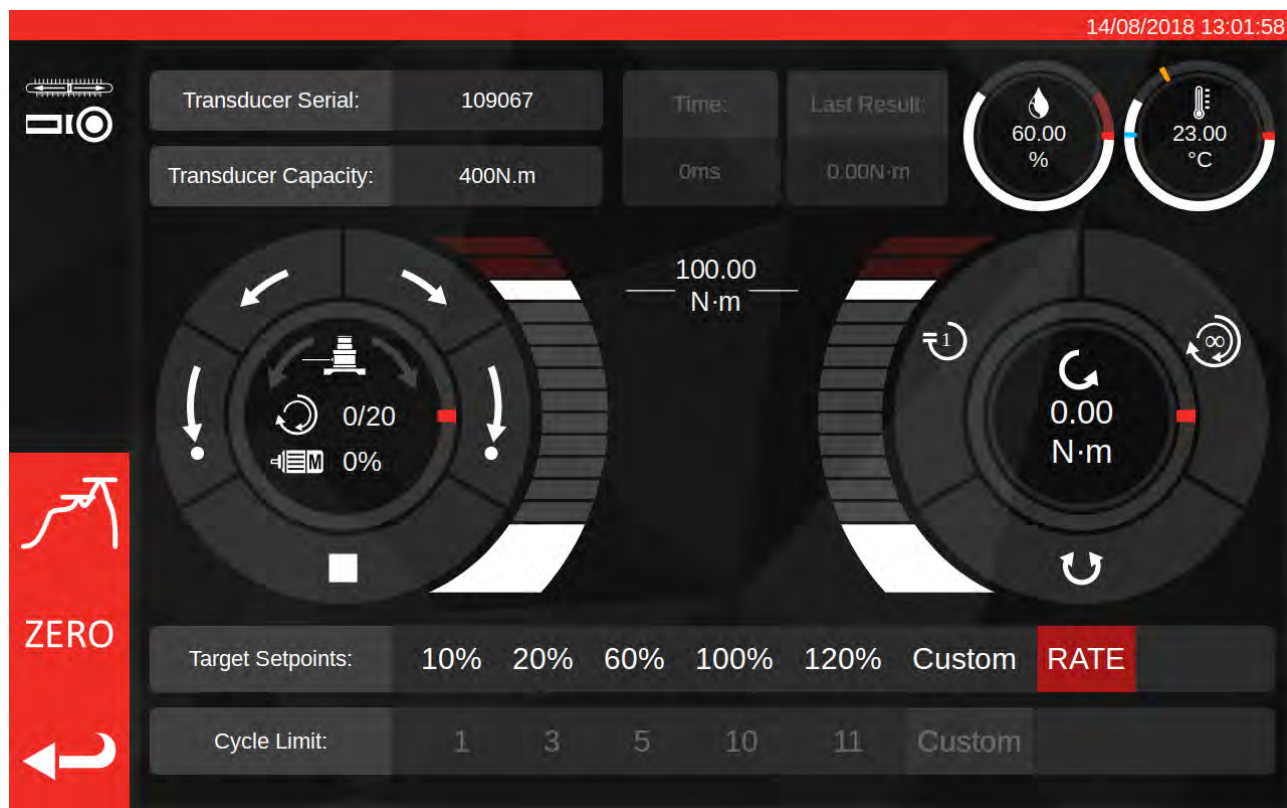 14/08/2018 13:01:58
Transducer Serial: 109067
Time:
Last Result:
60.00
%
23.00
°C
Transducer Capacity: 400N.m
0ms
0.00N·m
100.00
N·m
1
∞
0/20
M 0%
0.00
N·m
ZERO
Target Setpoints: 10% 20% 60% 100% 120% Custom RATE
Cycle Limit: 1 3 5 10 11 Custom